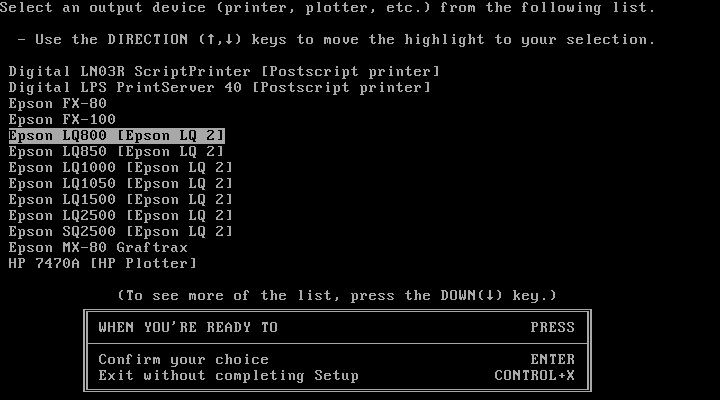 Select an output device (printer, plotter, etc.) from the following list.
- Use the DIRECTION (↑,↓) keys to move the highlight to your selection.
Digital LN03R ScriptPrinter [Postscript printer]
Digital LPS PrintServer 40 [Postscript printer]
Epson FX-80
Epson FX-100
Epson LQ800 [Epson LQ 2]
Epson LQ850 [Epson LQ 2]
Epson LQ1000 [Epson LQ 2]
Epson LQ1050 [Epson LQ 2]
Epson LQ1500 [Epson LQ 2]
Epson LQ2500 [Epson LQ 2]
Epson SQ2500 [Epson LQ 2]
Epson MX-80 Graftrax
HP 7470A [HP Plotter]
(To see more of the list, press the DOWN(↓) key.)
WHEN YOU'RE READY TO PRESS
Confirm your choice ENTER
Exit without completing Setup CONTROL+X